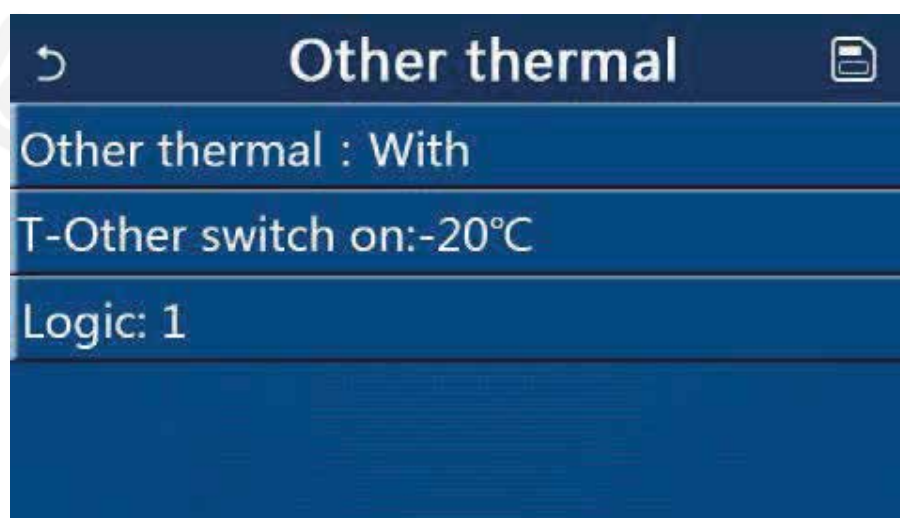 Other thermal
Other thermal : With
T-Other switch on:-20℃
Logic: 1